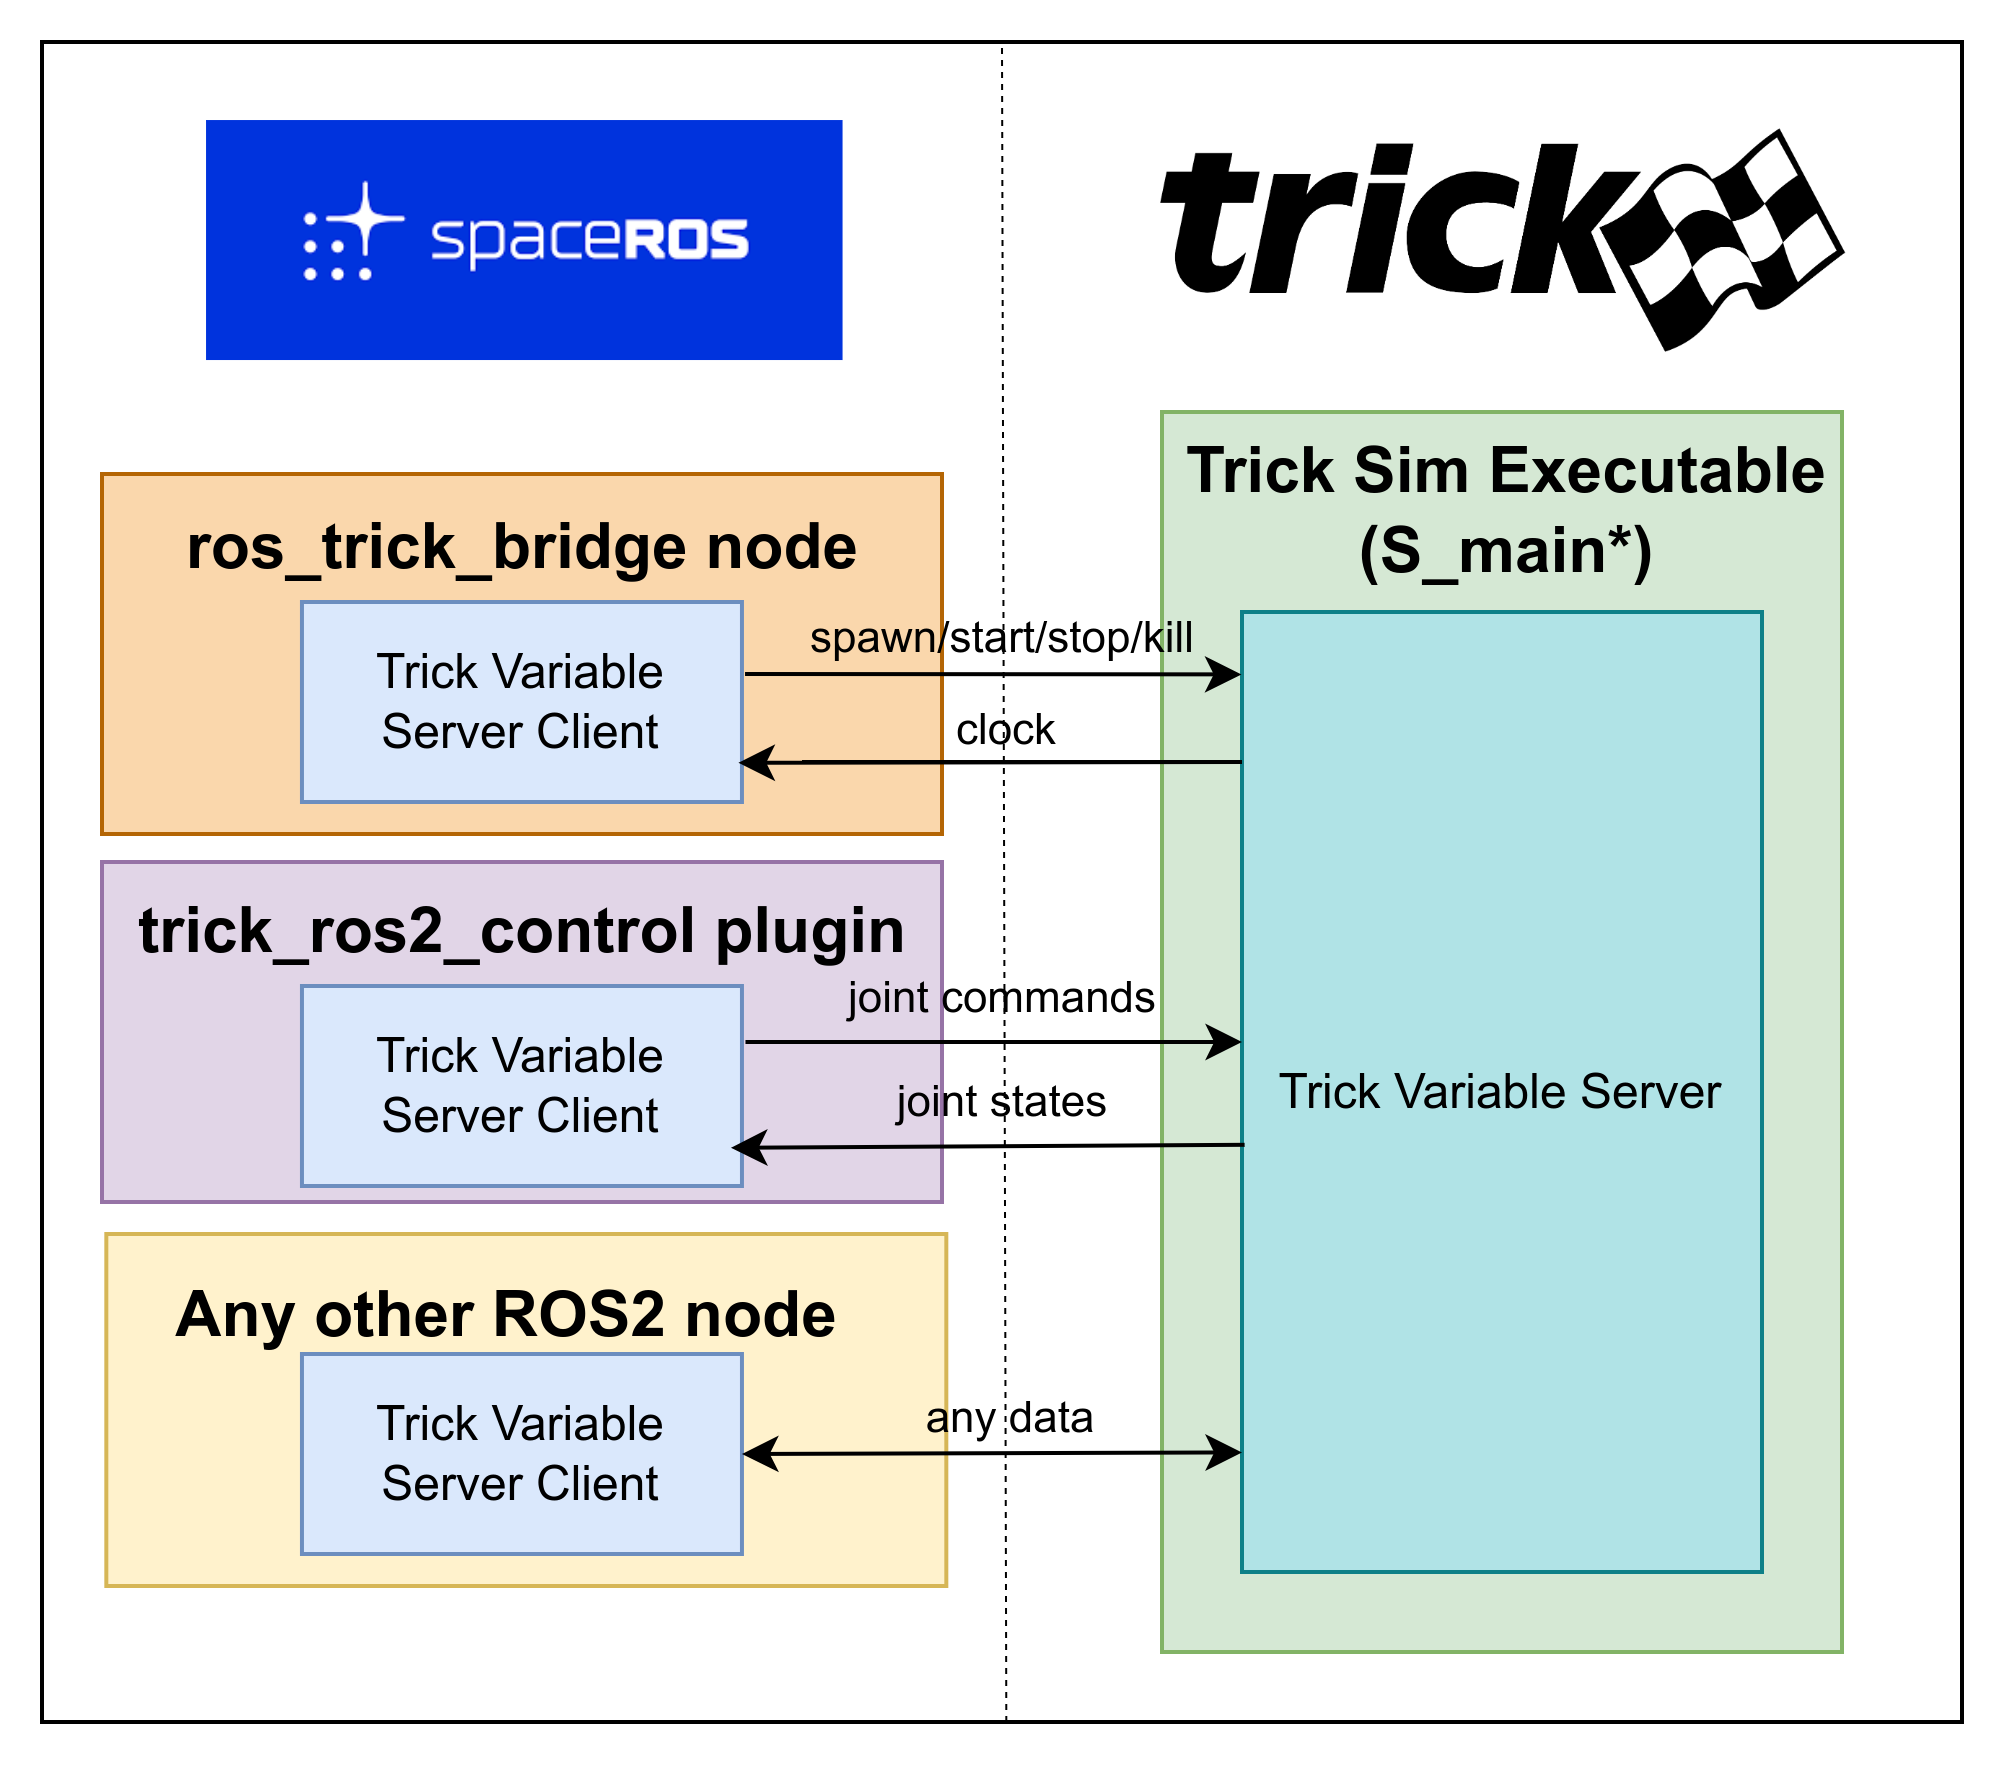 spaceROS
trick
Trick Sim Executable
(S_main*)
ros_trick_bridge node
Trick Variable
Server Client
spawn/start/stop/kill
clock
trick_ros2_control plugin
Trick Variable
Server Client
joint commands
joint states
Trick Variable Server
Any other ROS2 node
Trick Variable
Server Client
any data